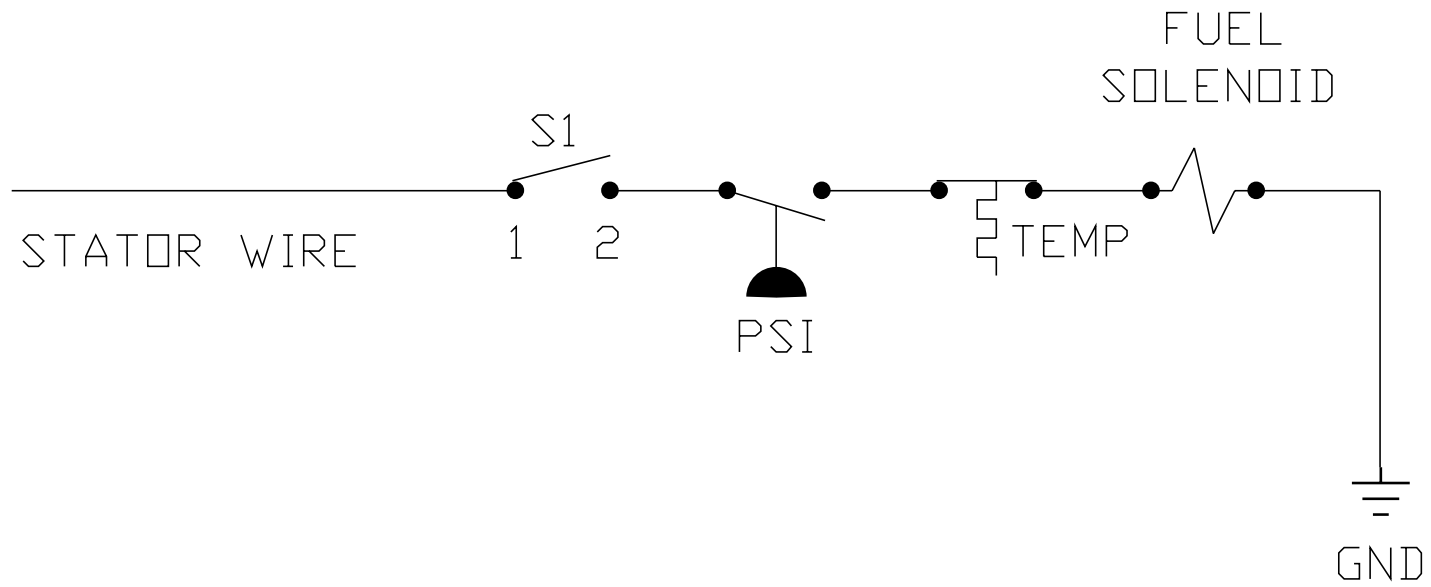 FUEL
SOLENOID
S1
STATOR WIRE
1
2
TEMP
PSI
GND